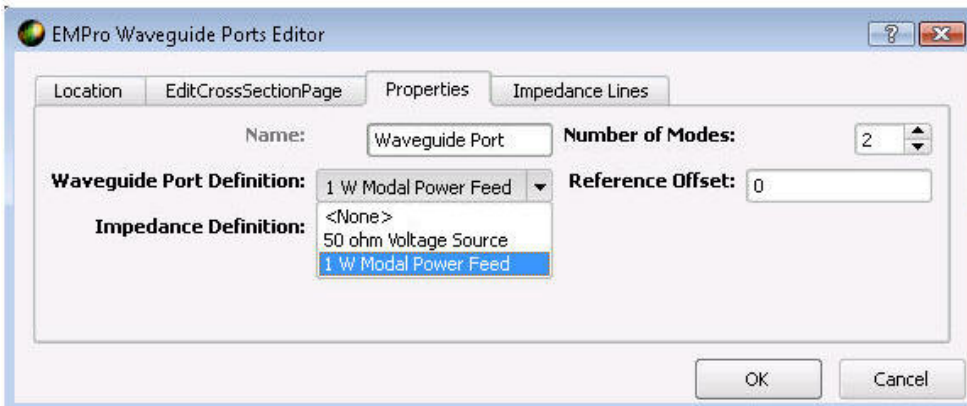 EMPro Waveguide Ports Editor
?
Location EditCrossSectionPage Properties Impedance Lines
Name: Waveguide Port Number of Modes: 2
Waveguide Port Definition: 1 W Modal Power Feed Reference Offset: 0
<None>
Impedance Definition: 50 ohm Voltage Source
1 W Modal Power Feed
OK Cancel